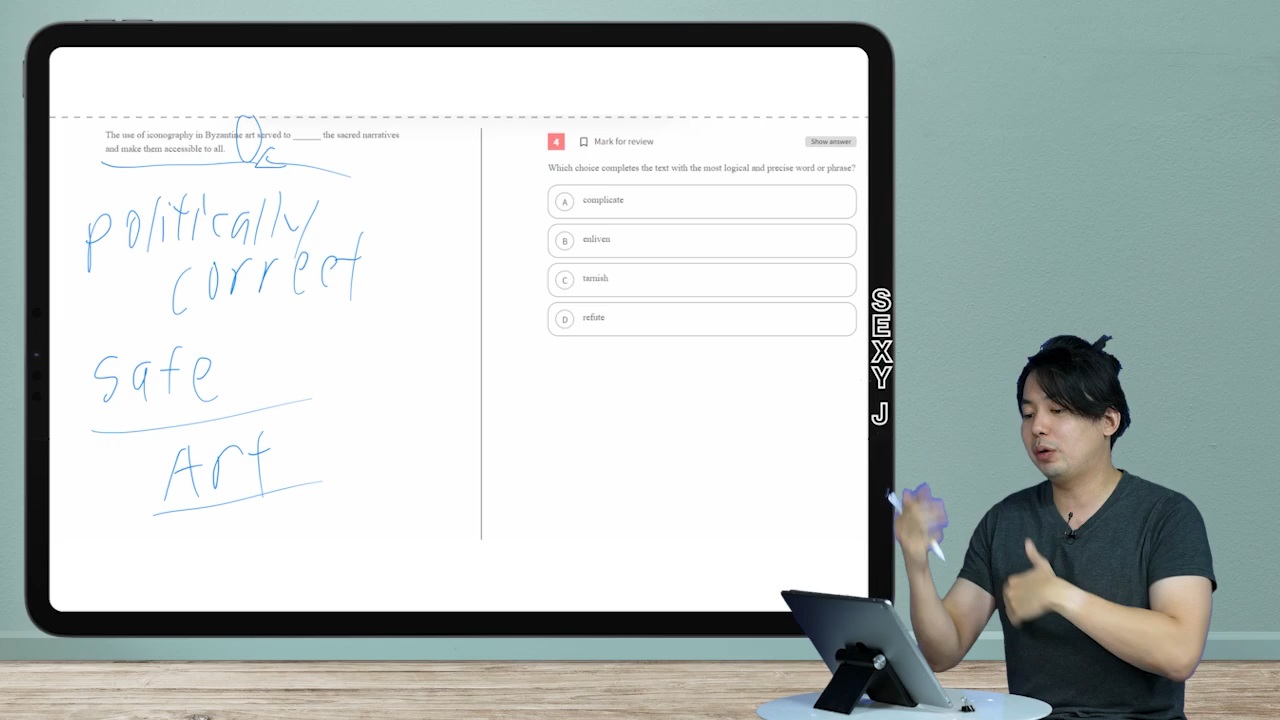 The use of iconography in Byzantine art served to ______ the sacred narratives
and make them accessible to all.
politically
correct
safe
Art
4 Mark for review Show answer
Which choice completes the text with the most logical and precise word or phrase?
A complicate
B enliven
C tarnish
D refute
SEXY J